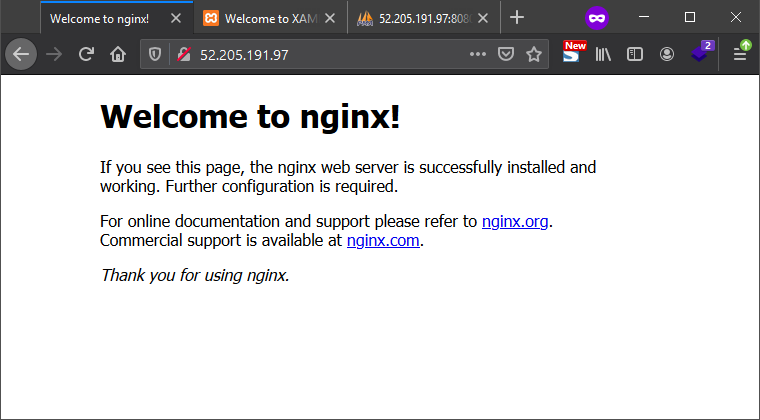 Welcome to nginx!
Welcome to XAM
52.205.191.97:808
52.205.191.97
New
2
Welcome to nginx!
If you see this page, the nginx web server is successfully installed and
working. Further configuration is required.
For online documentation and support please refer to nginx.org.
Commercial support is available at nginx.com.
Thank you for using nginx.